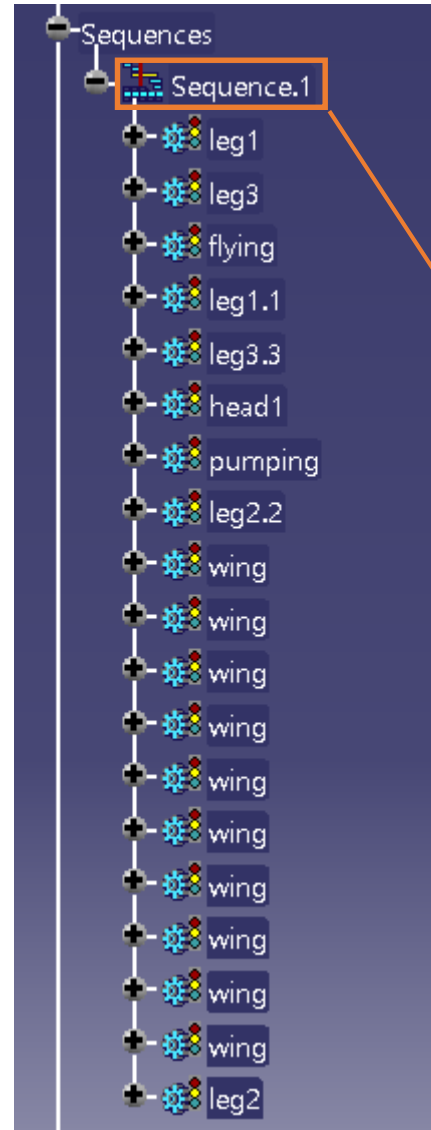 Sequences
Sequence.1
leg1
leg3
flying
leg1.1
leg3.3
head1
pumping
leg2.2
wing
wing
wing
wing
wing
wing
wing
wing
wing
wing
leg2